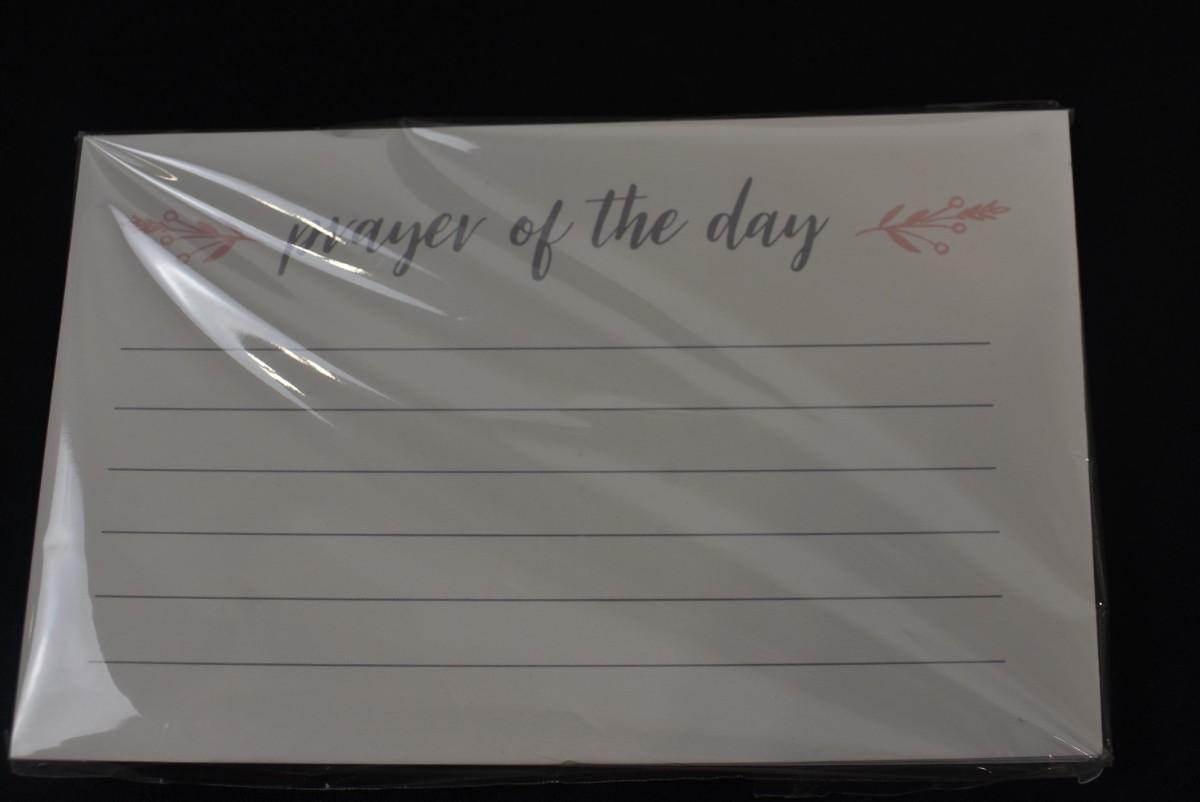 prayer of the day